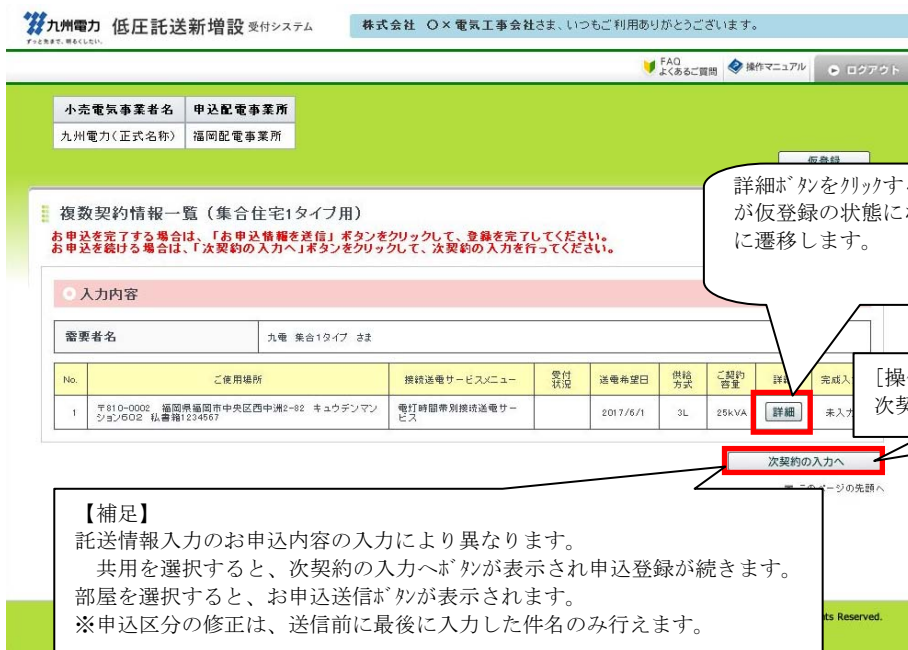 九州電力 低圧託送新増設 受付システム
ずっと先まで、明るくしたい。
株式会社 〇×電気工事会社さま、いつもご利用ありがとうございます。
FAQ
よくあるご質問
操作マニュアル
ログアウト
小売電気事業者名 申込配電事業所
九州電力(正式名称) 福岡配電事業所
仮登録
詳細ボタンをクリックする
が仮登録の状態に
に遷移します。
複数契約情報一覧(集合住宅1タイプ用)
お申込を完了する場合は、「お申込情報を送信」ボタンをクリックして、登録を完了してください。
お申込を続ける場合は、「次契約の入力へ」ボタンをクリックして、次契約の入力を行ってください。
入力内容
需要者名 九電 集合1タイプ さま
No. ご使用場所 接続送電サービスメニュー 受付状況 送電希望日 供給方式 ご契約容量 詳細 完成入
1 〒810-0002 福岡県福岡市中央区西中洲2-82 キュウデンマンション602 私書箱1234567 電灯時間帯別接続送電サービス 2017/6/1 3L 25kVA 詳細 未入
[操
次契
次契約の入力へ
このページの先頭へ
【補足】
託送情報入力のお申込内容の入力により異なります。
共用を選択すると、次契約の入力へボタンが表示され申込登録が続きます。
部屋を選択すると、お申込送信ボタンが表示されます。
※申込区分の修正は、送信前に最後に入力した件名のみ行えます。
ts Reserved.